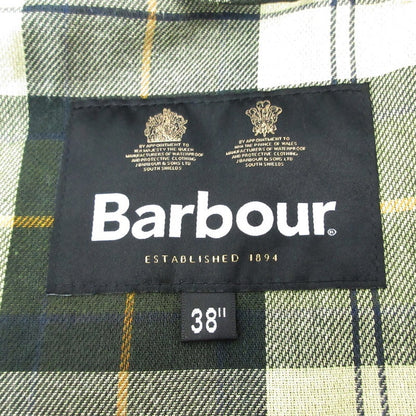 BY APPOINTMENT TO
HER MAJESTY THE QUEEN
MANUFACTURERS OF WATERPROOF
AND PROTECTIVE CLOTHING
J BARBOUR & SONS LTD
SOUTH SHIELDS
BY APPOINTMENT TO
H R H THE PRINCE OF WALES
MANUFACTURERS OF WATERPROOF
AND PROTECTIVE CLOTHING
J BARBOUR & SONS LTD
SOUTH SHIELDS
Barbour®
ESTABLISHED 1894
38"